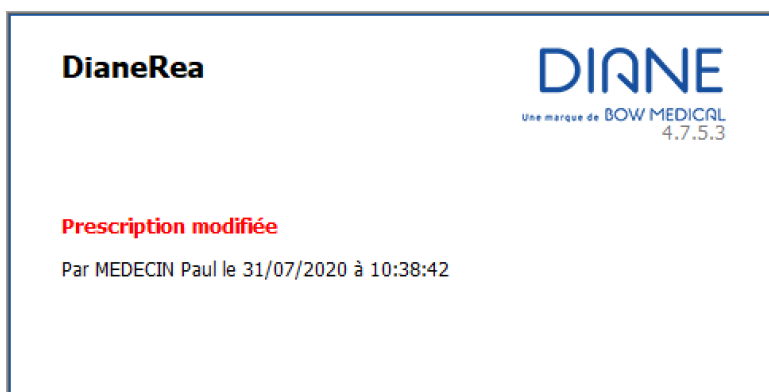 DianeRea
DIANE
Une marque de BOW MEDICAL
4.7.5.3
Prescription modifiée
Par MEDECIN Paul le 31/07/2020 à 10:38:42